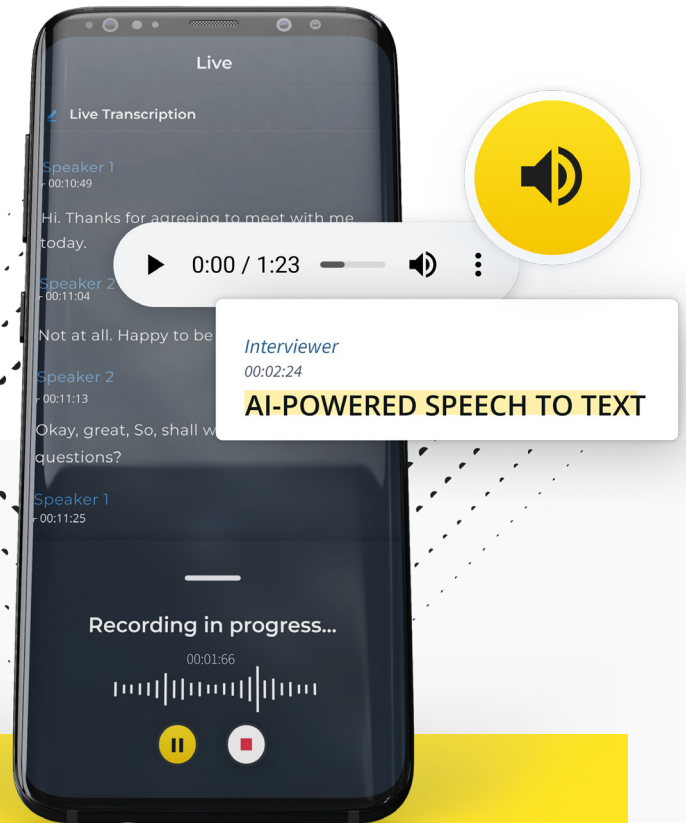 Live
Live Transcription
Speaker 1
- 00:10:49
Hi. Thanks for agreeing to meet with me
today.
0:00 / 1:23
Speaker 2
- 00:11:04
Not at all. Happy to be
Interviewer
00:02:24
AI-POWERED SPEECH TO TEXT
Speaker 2
- 00:11:13
Okay, great, So, shall
questions?
Speaker 1
- 00:11:25
Recording in progress...
00:01:66